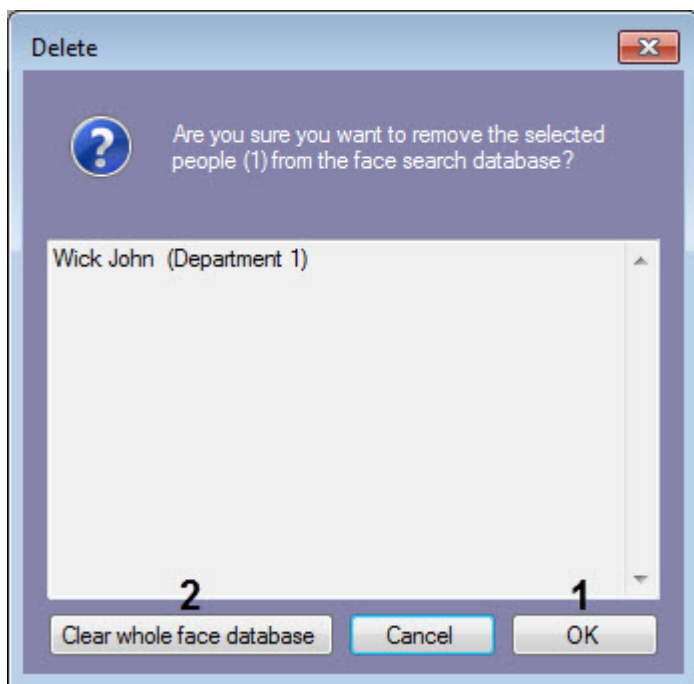 Delete
Are you sure you want to remove the selected
people (1) from the face search database?
Wick John  (Department 1)
2
1
Clear whole face database
Cancel
OK